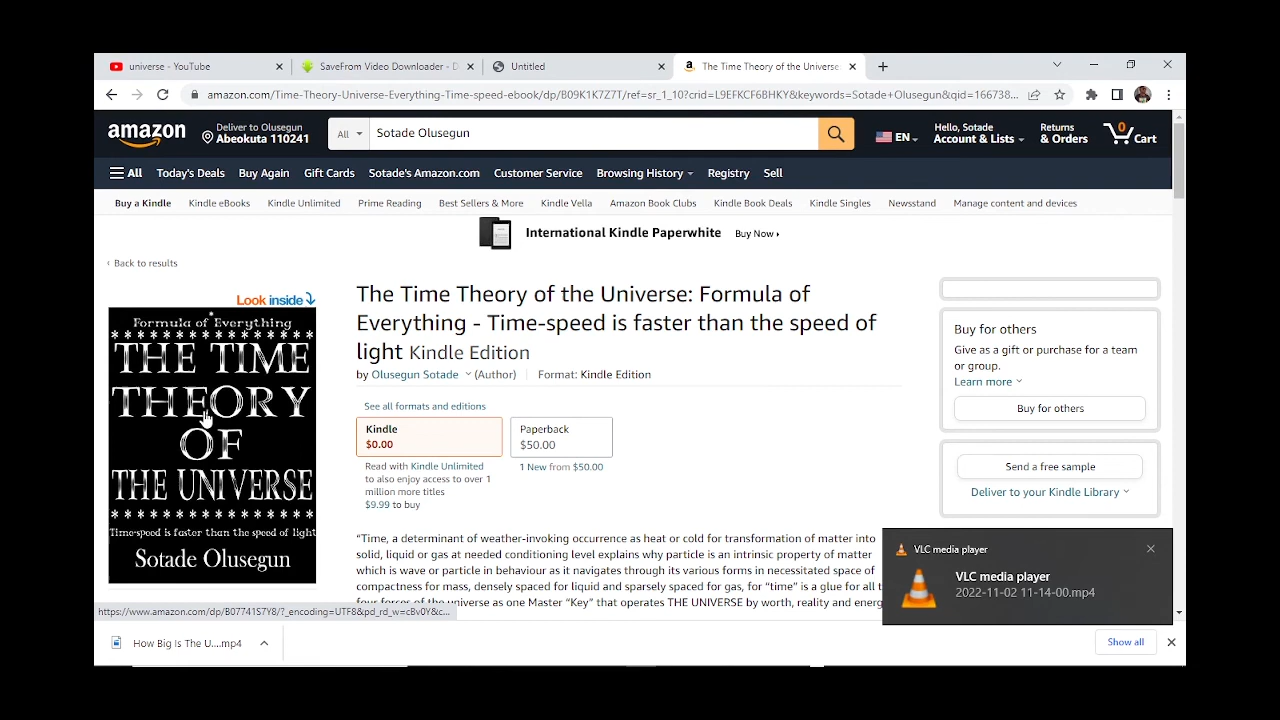 universe - YouTube
SaveFrom Video Downloader - D
Untitled
The Time Theory of the Universe:
amazon.com/Time-Theory-Universe-Everything-Time-speed-ebook/dp/B09K1K7Z7T/ref=sr_1_10?crid=L9EFKCF6BHKY&keywords=Sotade+Olusegun&qid=166738...
amazon
Deliver to Olusegun
Abeokuta 110241
All
Sotade Olusegun
EN
Hello, Sotade
Account & Lists
Returns
& Orders
0
Cart
All
Today's Deals
Buy Again
Gift Cards
Sotade's Amazon.com
Customer Service
Browsing History
Registry
Sell
Buy a Kindle
Kindle eBooks
Kindle Unlimited
Prime Reading
Best Sellers & More
Kindle Vella
Amazon Book Clubs
Kindle Book Deals
Kindle Singles
Newsstand
Manage content and devices
International Kindle Paperwhite
Buy Now
‹ Back to results
Look inside
Formula of Everything
THE TIME
THEORY
OF
THE UNIVERSE
Time-speed is faster than the speed of light
Sotade Olusegun
The Time Theory of the Universe: Formula of
Everything - Time-speed is faster than the speed of
light Kindle Edition
by Olusegun Sotade (Author) Format: Kindle Edition
See all formats and editions
Kindle
$0.00
Read with Kindle Unlimited
to also enjoy access to over 1
million more titles
$9.99 to buy
Paperback
$50.00
1 New from $50.00
“Time, a determinant of weather-invoking occurrence as heat or cold for transformation of matter into
solid, liquid or gas at needed conditioning level explains why particle is an intrinsic property of matter
which is wave or particle in behaviour as it navigates through its various forms in necessitated space of
compactness for mass, densely spaced for liquid and sparsely spaced for gas, for “time” is a glue for all
four forces of the universe as one Master “Key” that operates THE UNIVERSE by worth, reality and
Buy for others
Give as a gift or purchase for a team
or group.
Learn more
Buy for others
Send a free sample
Deliver to your Kindle Library
VLC media player
VLC media player
2022-11-02 11-14-00.mp4
https://www.amazon.com/dp/B07741S7Y8/?_encoding=UTF8&pd_rd_w=cBv0Y&c...
How Big Is The U....mp4
Show all